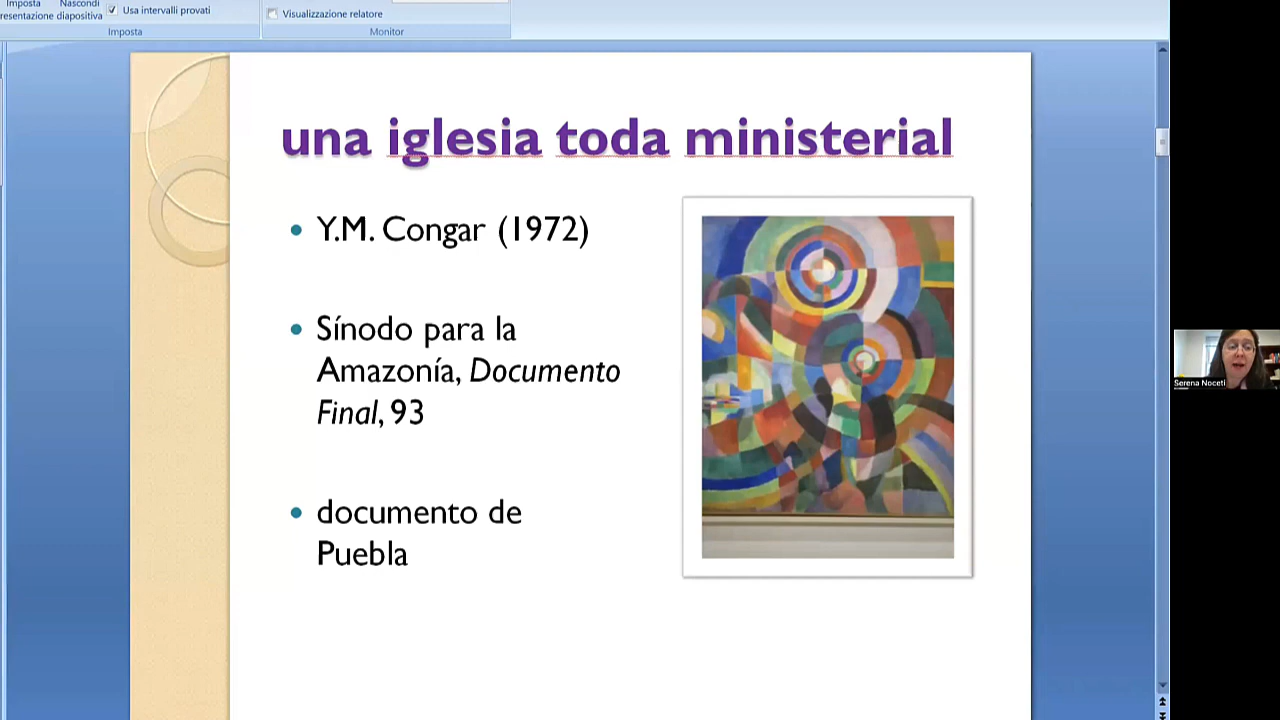 Imposta
Nascondi
resentazione diapositiva
Usa intervalli provati
Imposta
Visualizzazione relatore
Monitor
una iglesia toda ministerial
Y.M. Congar (1972)
Sínodo para la
Amazonía, Documento
Final, 93
documento de
Puebla
Serena Noceti